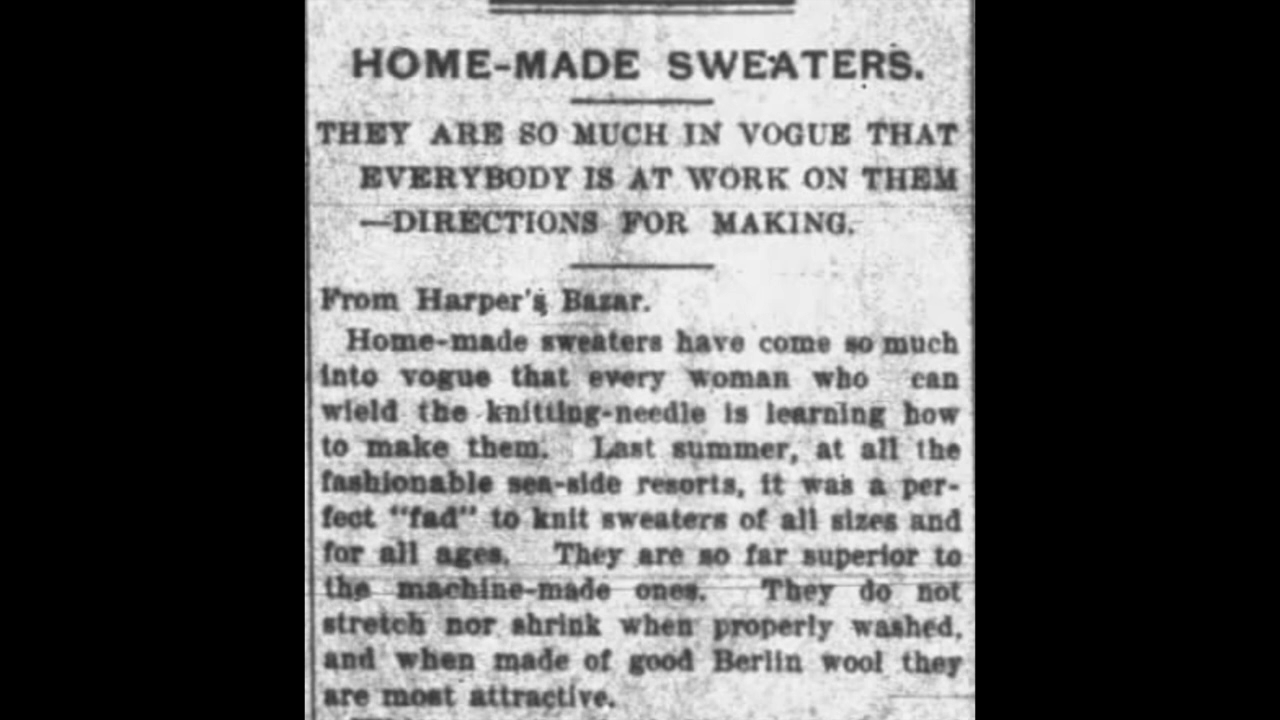 HOME-MADE SWEATERS.
THEY ARE SO MUCH IN VOGUE THAT
EVERYBODY IS AT WORK ON THEM
—DIRECTIONS FOR MAKING.
From Harper's Bazar.
Home-made sweaters have come so much
into vogue that every woman who can
wield the knitting-needle is learning how
to make them. Last summer, at all the
fashionable sea-side resorts, it was a per-
fect "fad" to knit sweaters of all sizes and
for all ages. They are so far superior to
the machine-made ones. They do not
stretch nor shrink when properly washed,
and when made of good Berlin wool they
are most attractive.